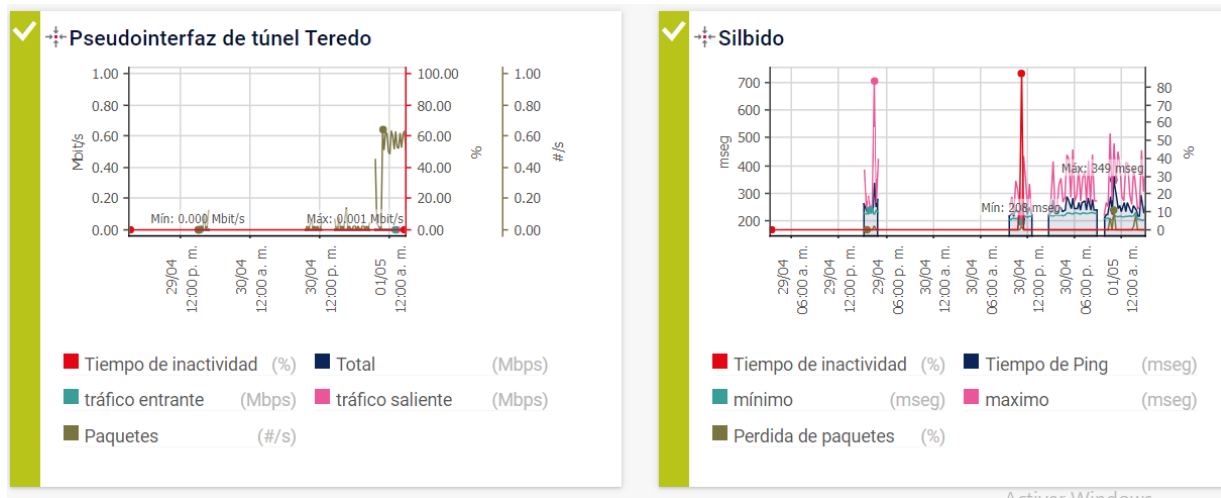 Pseudointerfaz de túnel Teredo
1.00
0.80
0.60
0.40
0.20
0.00
Mbit/s
100.00
80.00
60.00
40.00
20.00
0.00
%
1.00
0.80
0.60
0.40
0.20
0.00
#/s
Mín: 0.000 Mbit/s
Máx: 0.001 Mbit/s
29/04
12:00 p. m.
30/04
12:00 a. m.
30/04
12:00 p. m.
01/05
12:00 a. m.
Tiempo de inactividad (%)
Total (Mbps)
tráfico entrante (Mbps)
tráfico saliente (Mbps)
Paquetes (#/s)
Silbido
700
600
500
400
300
200
mseg
80
70
60
50
40
30
20
10
0
%
Máx: 349 mseg
Mín: 208 mseg
29/04
06:00 a. m.
29/04
12:00 p. m.
29/04
06:00 p. m.
30/04
12:00 a. m.
30/04
06:00 a. m.
30/04
12:00 p. m.
30/04
06:00 p. m.
01/05
12:00 a. m.
Tiempo de inactividad (%)
Tiempo de Ping (mseg)
mínimo (mseg)
maximo (mseg)
Perdida de paquetes (%)
Activar Windows